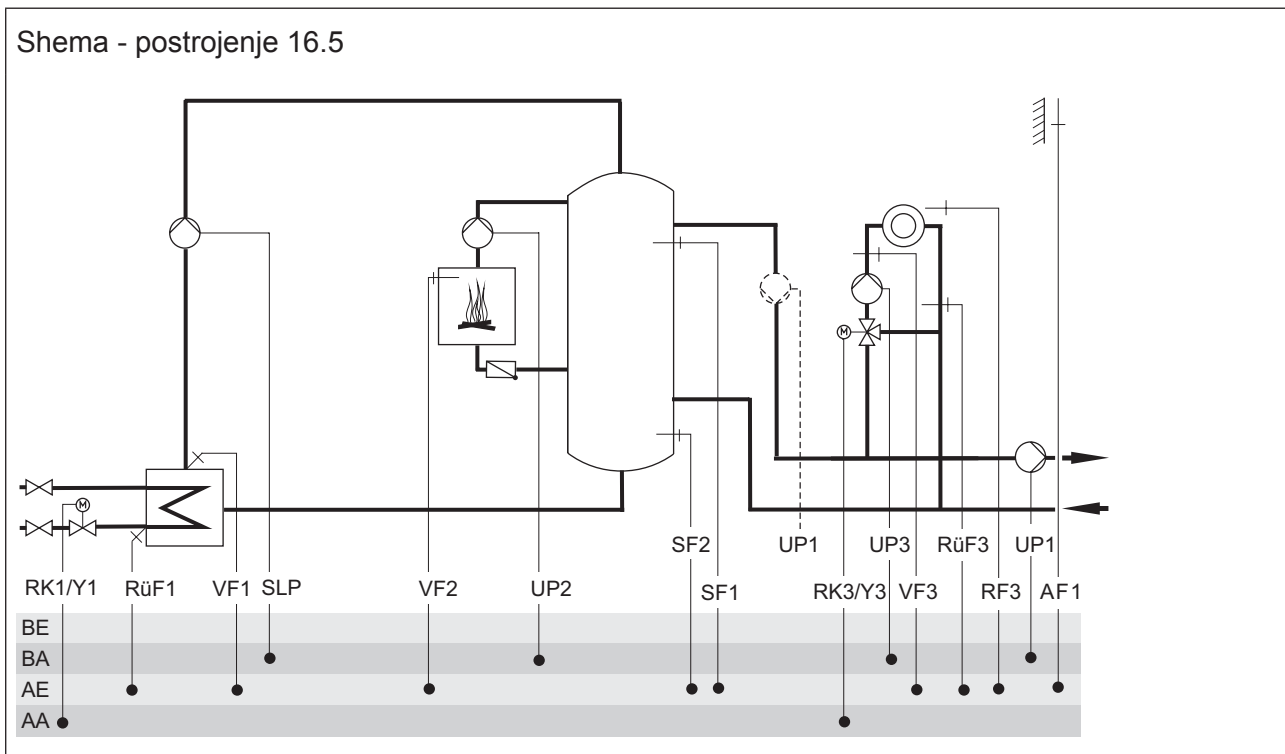 Shema - postrojenje 16.5
M
M
SF2 UP1 UP3 RüF3 UP1
RK1/Y1 RüF1 VF1 SLP VF2 UP2 SF1 RK3/Y3 VF3 RF3 AF1
BE
BA
AE
AA